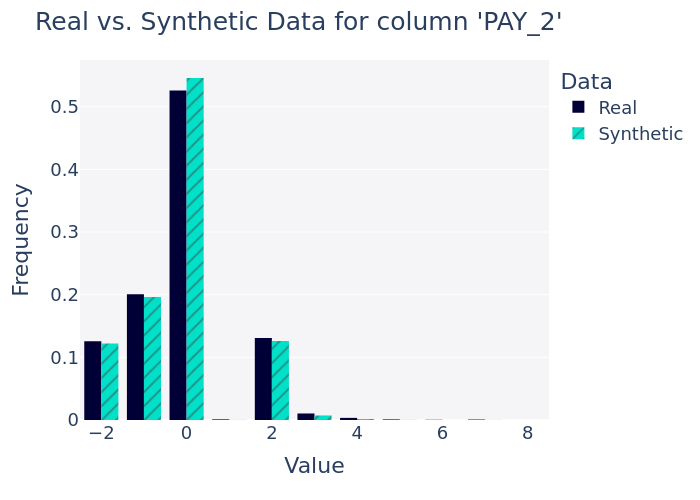 Real vs. Synthetic Data for column 'PAY_2'
Data
Real
Synthetic
Frequency
0.5
0.4
0.3
0.2
0.1
0
−2
0
2
4
6
8
Value